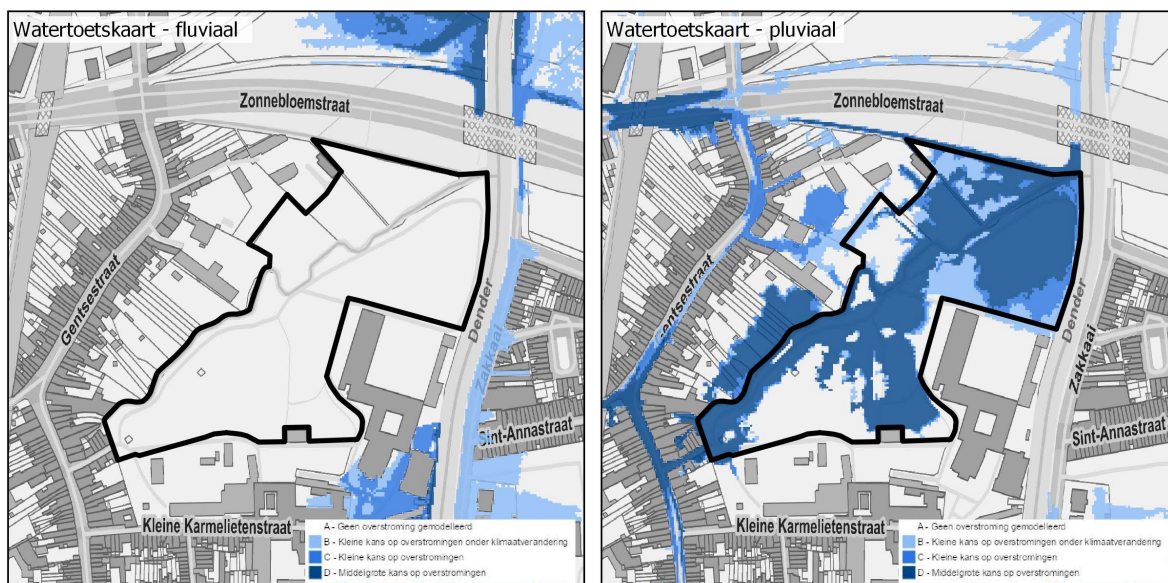 Watertoetskaart - fluviaal
Zonnebloemstraat
Gentsestraat
Dender
Zakkaai
Sint-Annastraat
Kleine Karmelietenstraat
A - Geen overstroming gemodelleerd
B - Kleine kans op overstromingen onder klimaatverandering
C - Kleine kans op overstromingen
D - Middelgrote kans op overstromingen
Watertoetskaart - pluviaal
Zonnebloemstraat
Gentsestraat
Dender
Zakkaai
Sint-Annastraat
Kleine Karmelietenstraat
A - Geen overstroming gemodelleerd
B - Kleine kans op overstromingen onder klimaatverandering
C - Kleine kans op overstromingen
D - Middelgrote kans op overstromingen